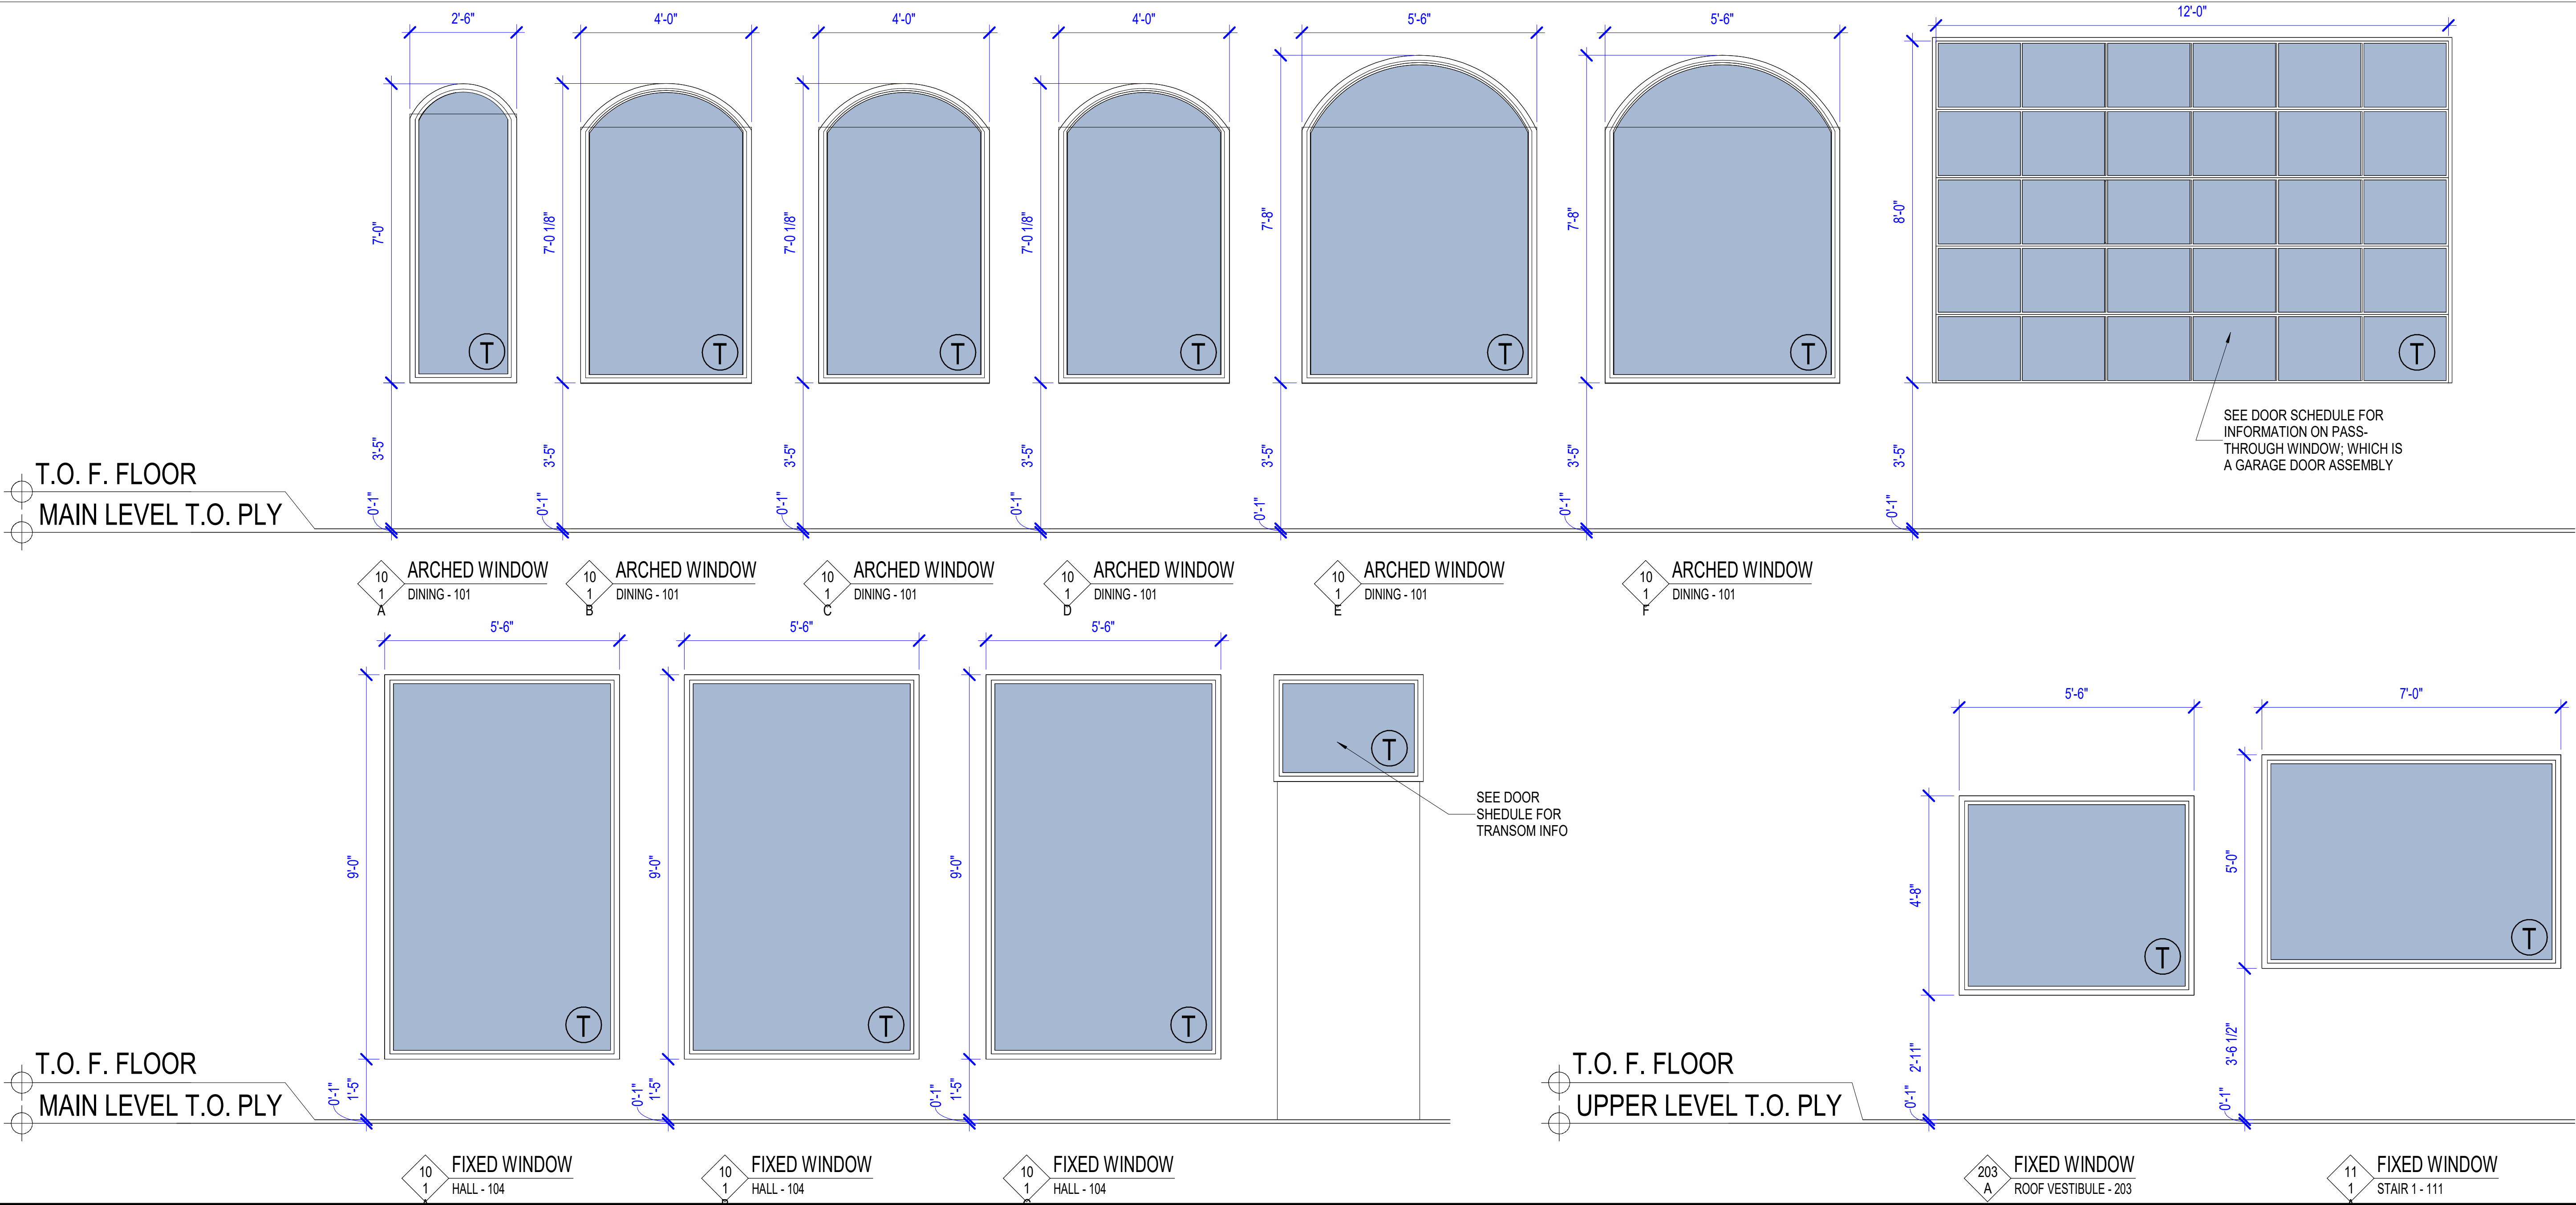 2'-6"
4'-0"
4'-0"
4'-0"
5'-6"
5'-6"
12'-0"
7'-0"
7'-0 1/8"
7'-0 1/8"
7'-0 1/8"
7'-8"
7'-8"
8'-0"
T
T
T
T
T
T
T
SEE DOOR SCHEDULE FOR
INFORMATION ON PASS-
THROUGH WINDOW; WHICH IS
A GARAGE DOOR ASSEMBLY
3'-5"
3'-5"
3'-5"
3'-5"
3'-5"
3'-5"
3'-5"
T.O. F. FLOOR
MAIN LEVEL T.O. PLY
0'-1"
0'-1"
0'-1"
0'-1"
0'-1"
0'-1"
0'-1"
10
1
A
ARCHED WINDOW
DINING - 101
10
1
B
ARCHED WINDOW
DINING - 101
10
1
C
ARCHED WINDOW
DINING - 101
10
1
D
ARCHED WINDOW
DINING - 101
10
1
E
ARCHED WINDOW
DINING - 101
10
1
F
ARCHED WINDOW
DINING - 101
5'-6"
5'-6"
5'-6"
5'-6"
7'-0"
9'-0"
9'-0"
9'-0"
4'-8"
5'-0"
T
T
T
T
T
T
SEE DOOR
SHEDULE FOR
TRANSOM INFO
T.O. F. FLOOR
MAIN LEVEL T.O. PLY
0'-1"
1'-5"
0'-1"
1'-5"
0'-1"
1'-5"
T.O. F. FLOOR
UPPER LEVEL T.O. PLY
2'-11"
0'-1"
3'-6 1/2"
0'-1"
10
1
FIXED WINDOW
HALL - 104
10
1
FIXED WINDOW
HALL - 104
10
1
FIXED WINDOW
HALL - 104
203
A
FIXED WINDOW
ROOF VESTIBULE - 203
11
1
FIXED WINDOW
STAIR 1 - 111